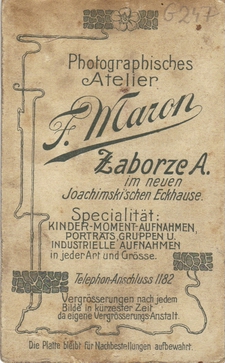 G 247
Photographisches
Atelier
F. Maron
Zaborze A.
im neuen
Joachimski'schen Eckhause.
Specialität:
KINDER-MOMENT-AUFNAHMEN,
PORTRÄTS, GRUPPEN U.
INDUSTRIELLE AUFNAHMEN
in jeder Art und Grösse.
Telephon-Anschluss 1182
Vergrösserungen nach jedem
Bilde in kürzester Zeit
da eigene Vergrösserungs-Anstalt.
Die Platte bleibt für Nachbestellungen aufbewahrt.